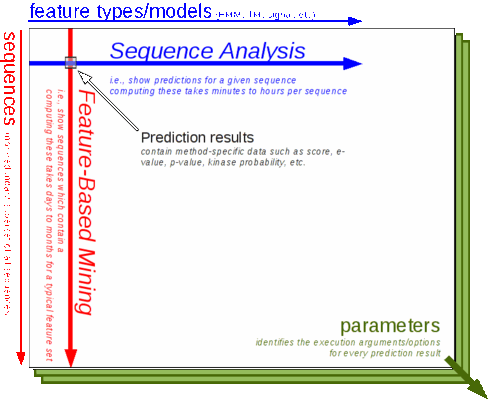 feature types/models
Sequence Analysis
i.e., show predictions for a given sequence
computing these takes minutes to hours per sequence
Prediction results
contain method-specific data such as score, e-
value, p-value, kinase probability, etc.
sequences
Feature-Based Mining
i.e., show sequences which contain a
computing these takes days to months for a typical feature set
parameters
identifies the execution arguments/options
for every prediction result